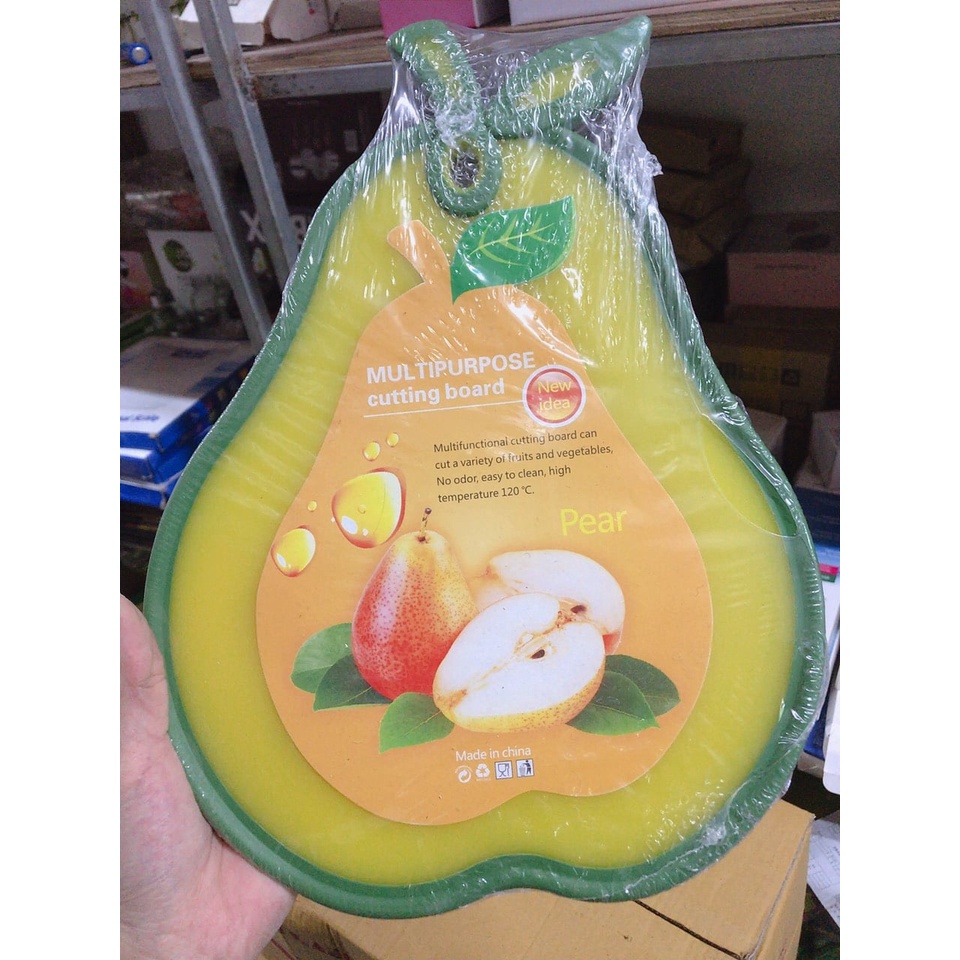 MULTIPURPOSE
cutting board
New
idea
Multifunctional cutting board can
cut a variety of fruits and vegetables,
No odor, easy to clean, high
temperature 120 °C.
Pear
Made in china